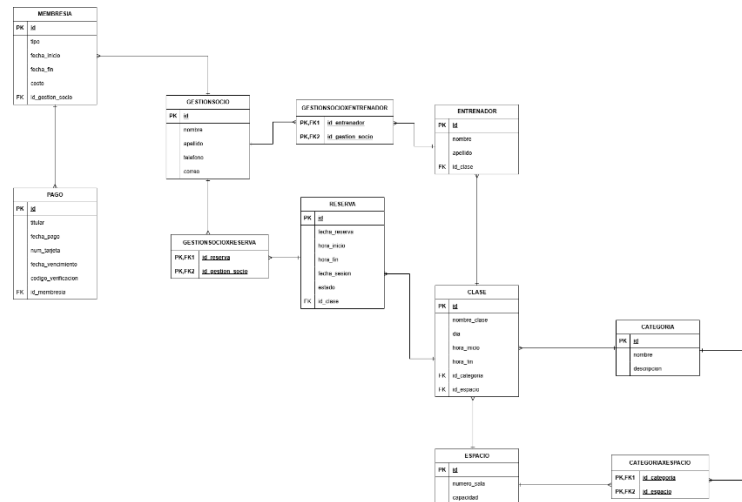 MEMBRESIA
PK id
tipo
fecha_inicio
fecha_fin
costo
FK id_gestion_socio
GESTIONSOCIO
PK id
nombre
apellido
telefono
correo
GESTIONSOCIOXENTRENADOR
PK,FK1 id_entrenador
PK,FK2 id_gestion_socio
ENTRENADOR
PK id
nombre
apellido
FK id_clase
PAGO
PK id
titular
fecha_pago
num_tarjeta
fecha_vencimiento
codigo_verificacion
FK id_membresia
GESTIONSOCIOXRESERVA
PK,FK1 id_reserva
PK,FK2 id_gestion_socio
RESERVA
PK id
fecha_reserva
hora_inicio
hora_fin
fecha_sesion
estado
FK id_clase
CLASE
PK id
nombre_clase
dia
hora_inicio
hora_fin
FK id_categoria
FK id_espacio
CATEGORIA
PK id
nombre
descripcion
ESPACIO
PK id
numero_sala
capacidad
CATEGORIAXESPACIO
PK,FK1 id_categoria
PK,FK2 id_espacio